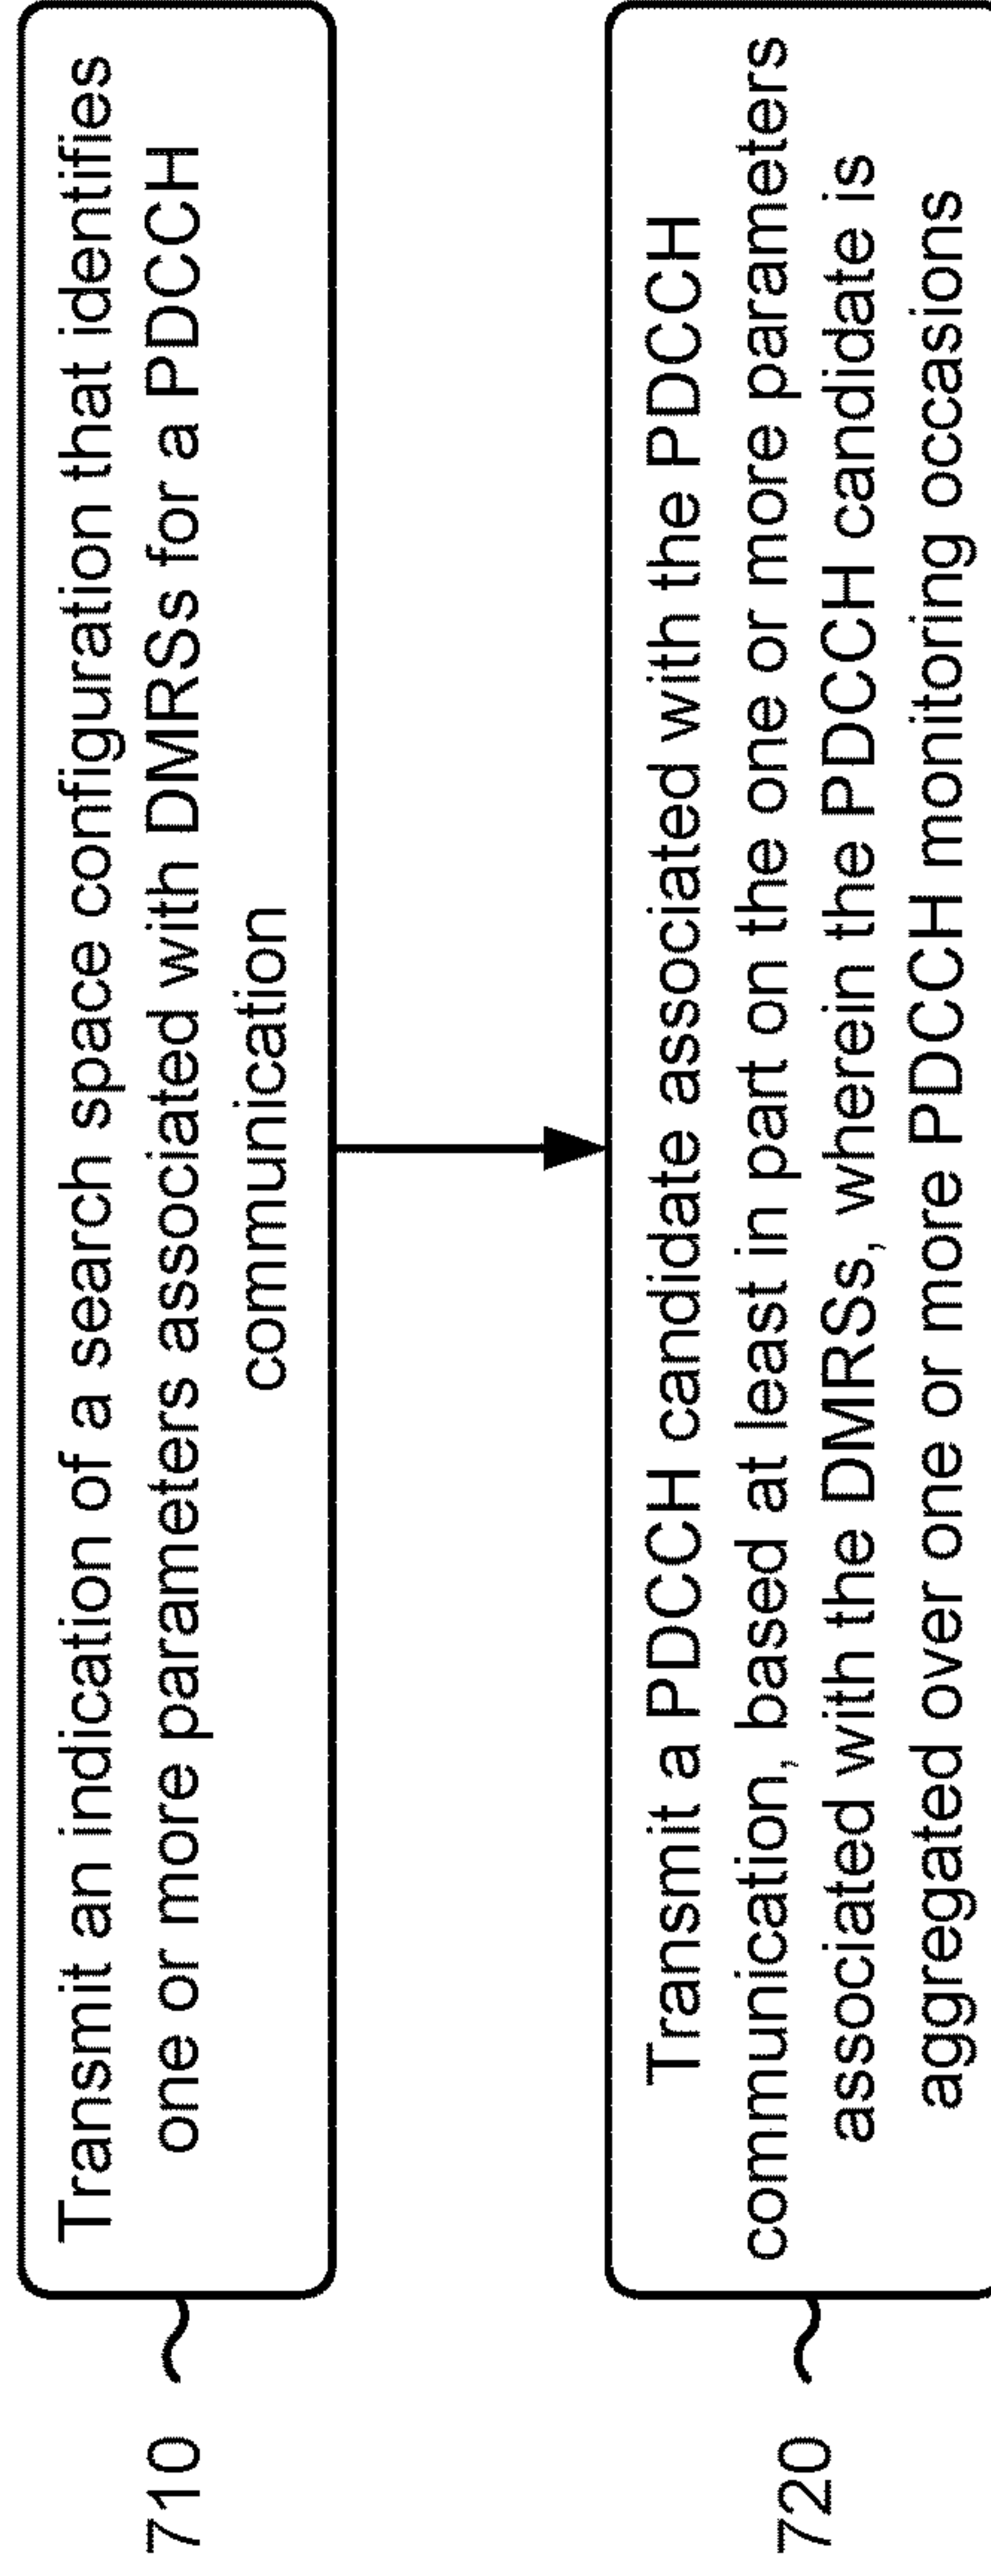 710
Transmit an indication of a search space configuration that identifies
one or more parameters associated with DMRSs for a PDCCH
communication
720
Transmit a PDCCH candidate associated with the PDCCH
communication, based at least in part on the one or more parameters
associated with the DMRSs, wherein the PDCCH candidate is
aggregated over one or more PDCCH monitoring occasions